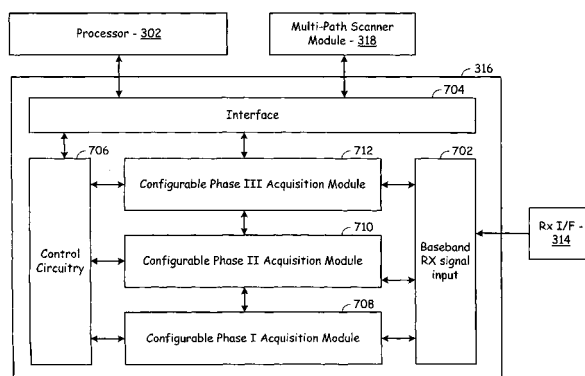 Processor - 302
Multi-Path Scanner
Module - 318
316
704
Interface
706
712
702
Configurable Phase III Acquisition Module
710
Control
Circuitry
Configurable Phase II Acquisition Module
Baseband
RX signal
input
Rx I/F -
314
708
Configurable Phase I Acquisition Module